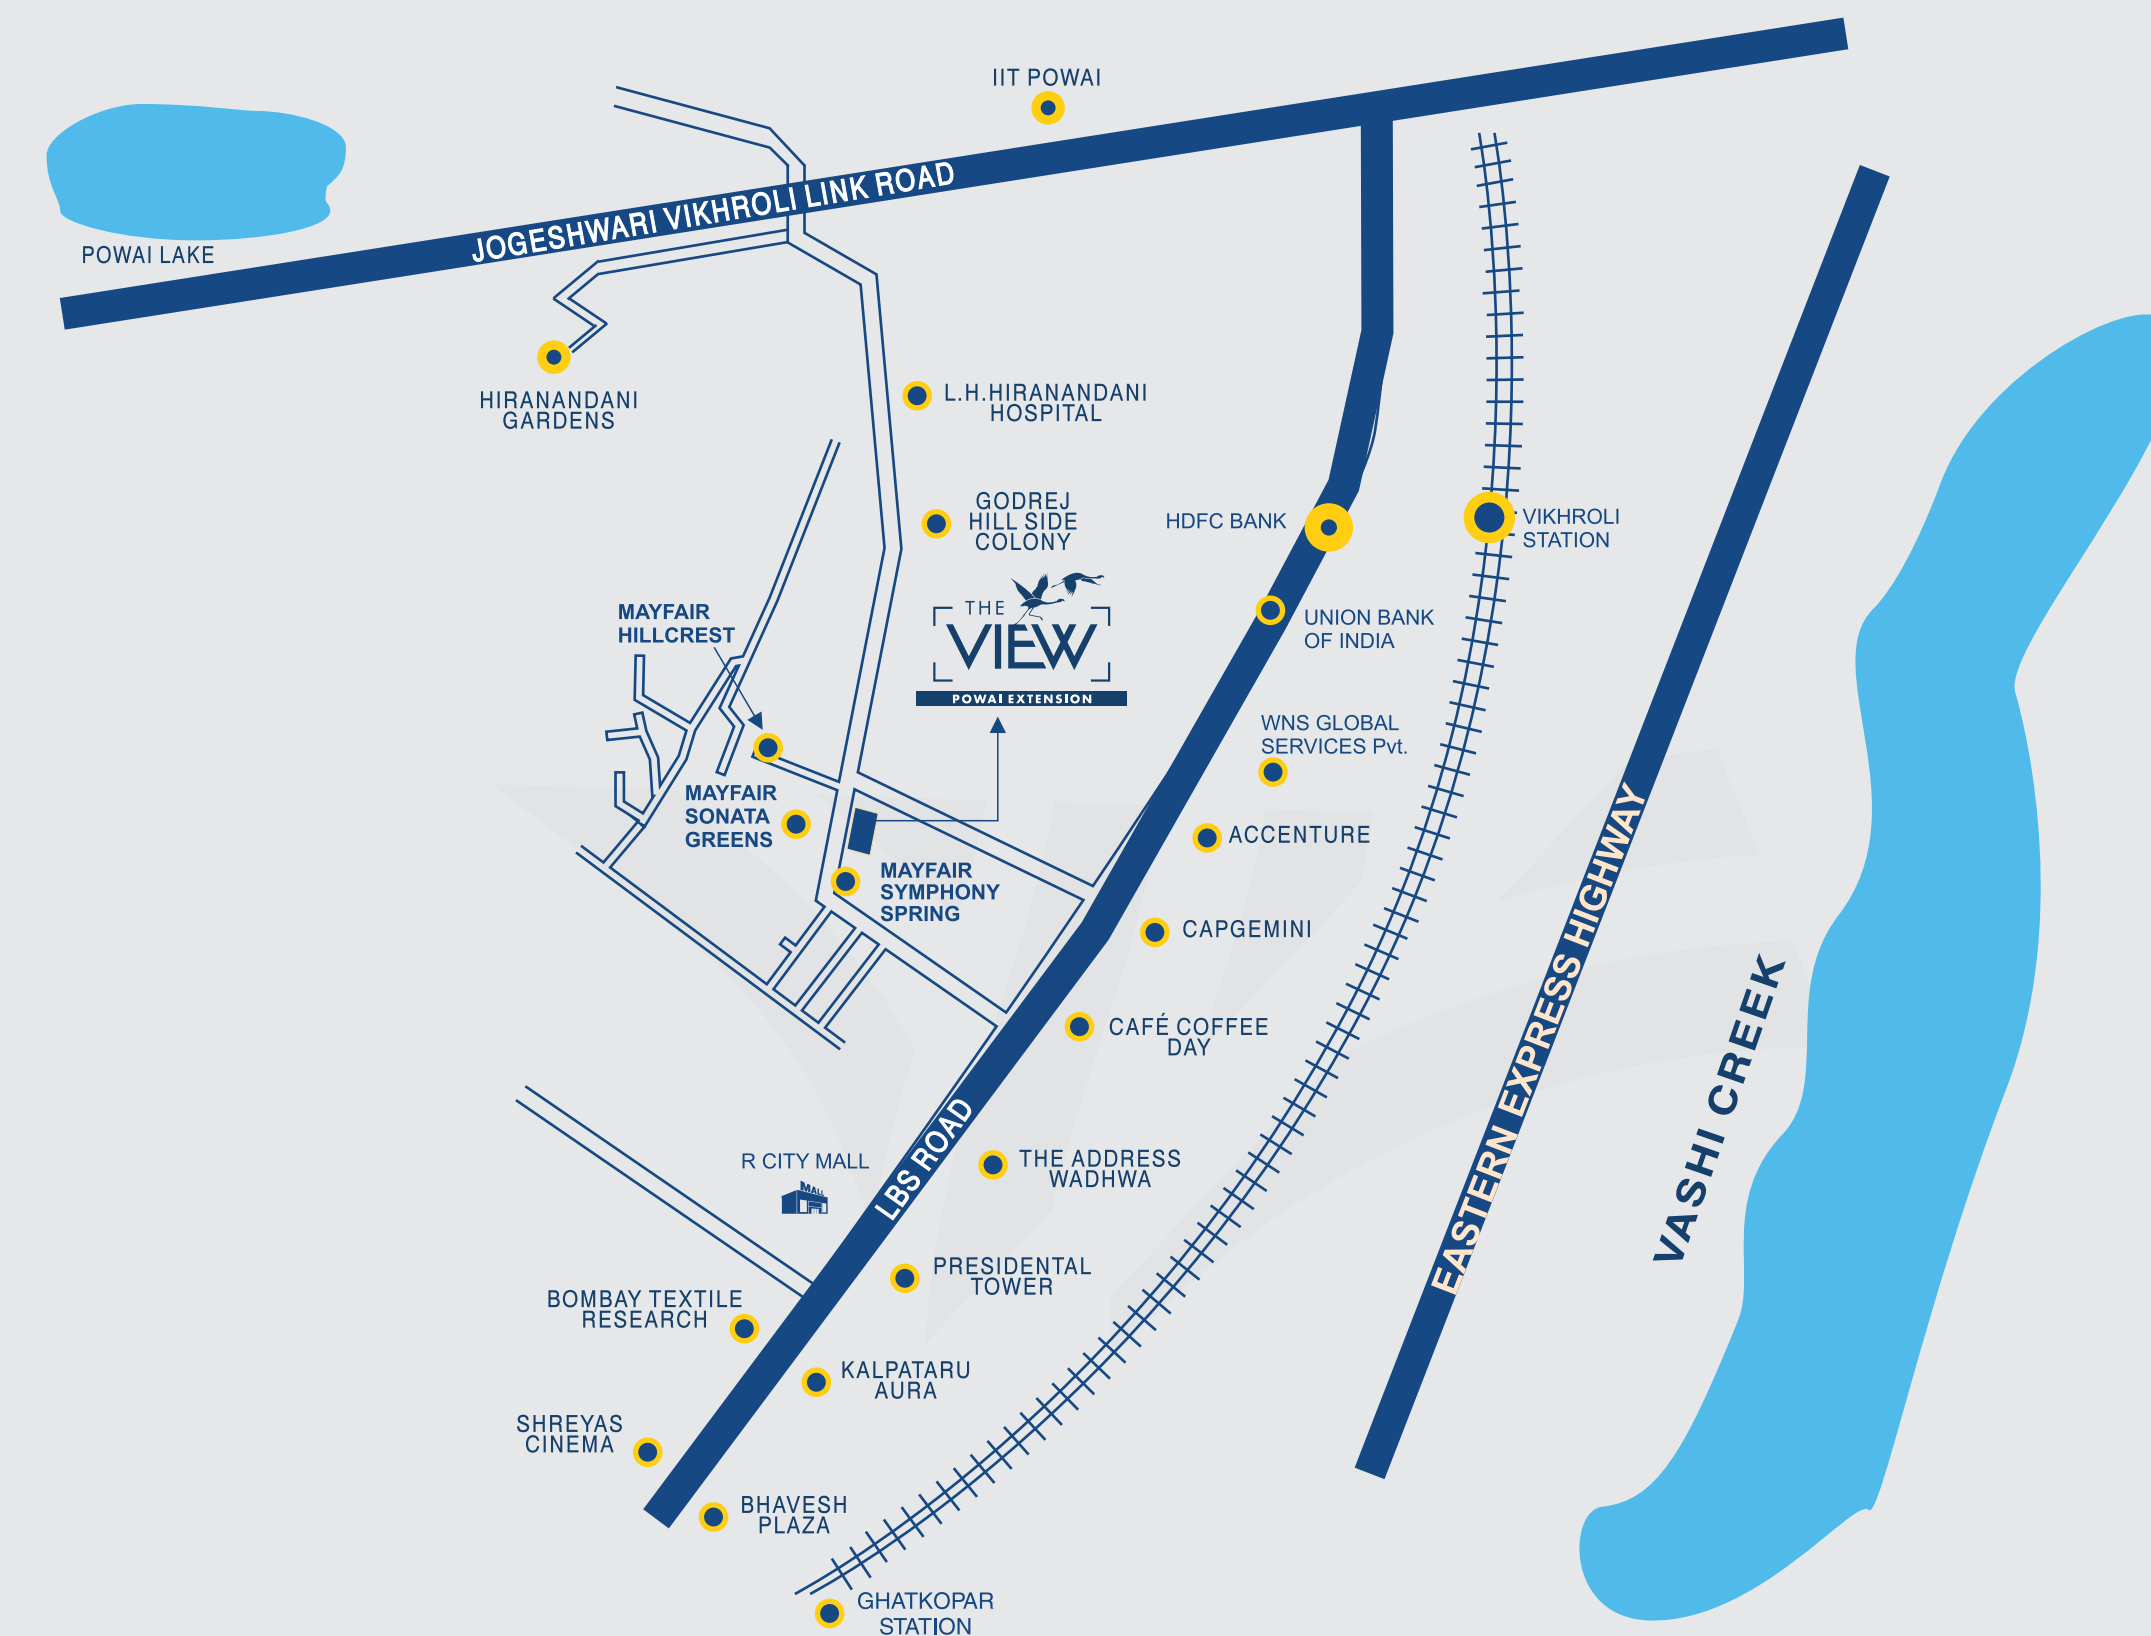 IIT POWAI
JOGESHWARI VIKHROLI LINK ROAD
POWAI LAKE
HIRANANDANI
GARDENS
L.H.HIRANANDANI
HOSPITAL
GODREJ
HILL SIDE
COLONY
HDFC BANK
VIKHROLI
STATION
THE
VIEW
POWAI EXTENSION
MAYFAIR
HILLCREST
UNION BANK
OF INDIA
WNS GLOBAL
SERVICES Pvt.
MAYFAIR
SONATA
GREENS
ACCENTURE
MAYFAIR
SYMPHONY
SPRING
CAPGEMINI
EASTERN EXPRESS HIGHWAY
VASHI CREEK
CAFÉ COFFEE
DAY
LBS ROAD
R CITY MALL
MALL
THE ADDRESS
WADHWA
PRESIDENTAL
TOWER
BOMBAY TEXTILE
RESEARCH
KALPATARU
AURA
SHREYAS
CINEMA
BHAVESH
PLAZA
GHATKOPAR
STATION